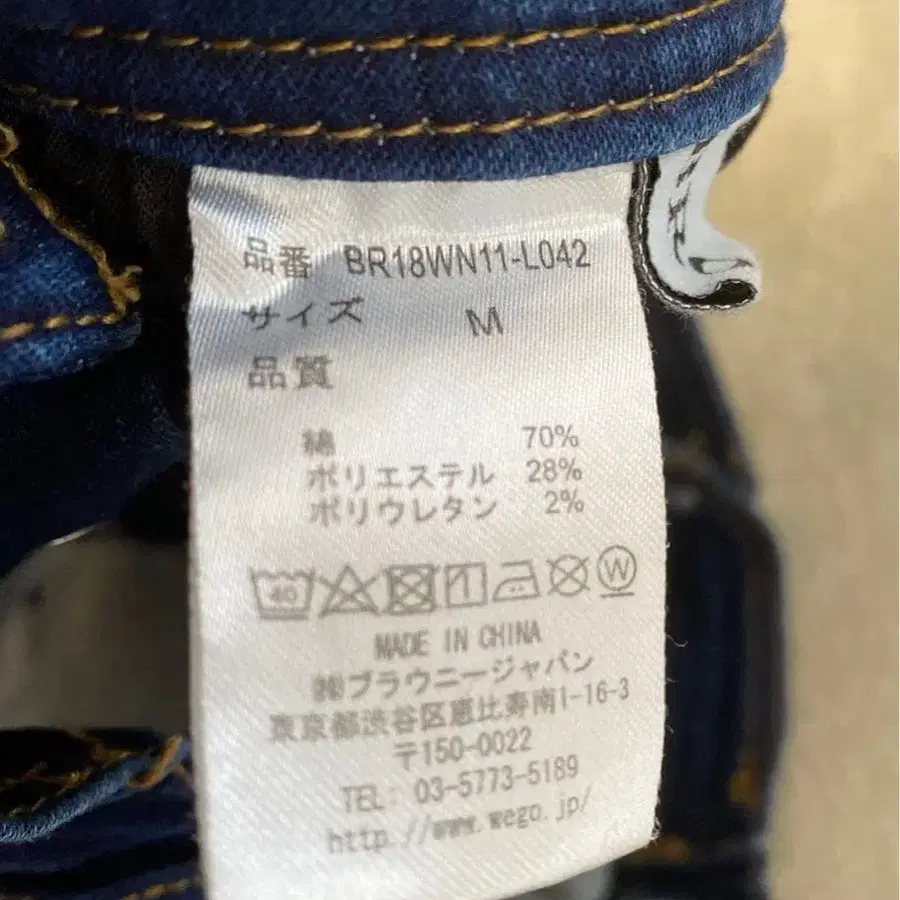 品番 BR18WN11-L042
サイズ M
品質
綿 70%
ポリエステル 28%
ポリウレタン 2%
40 W
MADE IN CHINA
㈱ブラウニージャパン
東京都渋谷区恵比寿南1-16-3
〒150-0022
TEL: 03-5773-5189
http://www.wego.jp/